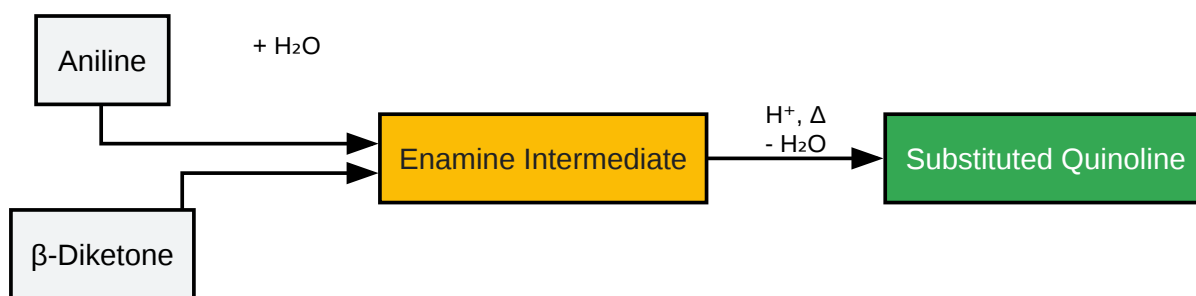 Aniline
+ H₂O
β-Diketone
Enamine Intermediate
H⁺, Δ
- H₂O
Substituted Quinoline